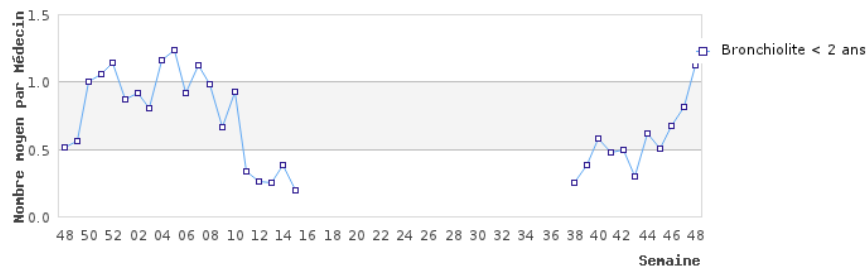 1.5
Bronchiolite < 2 ans
1.0
0.5
0.0
Nombre moyen par Médecin
48 50 52 02 04 06 08 10 12 14 16 18 20 22 24 26 28 30 32 34 36 38 40 42 44 46 48
Semaine